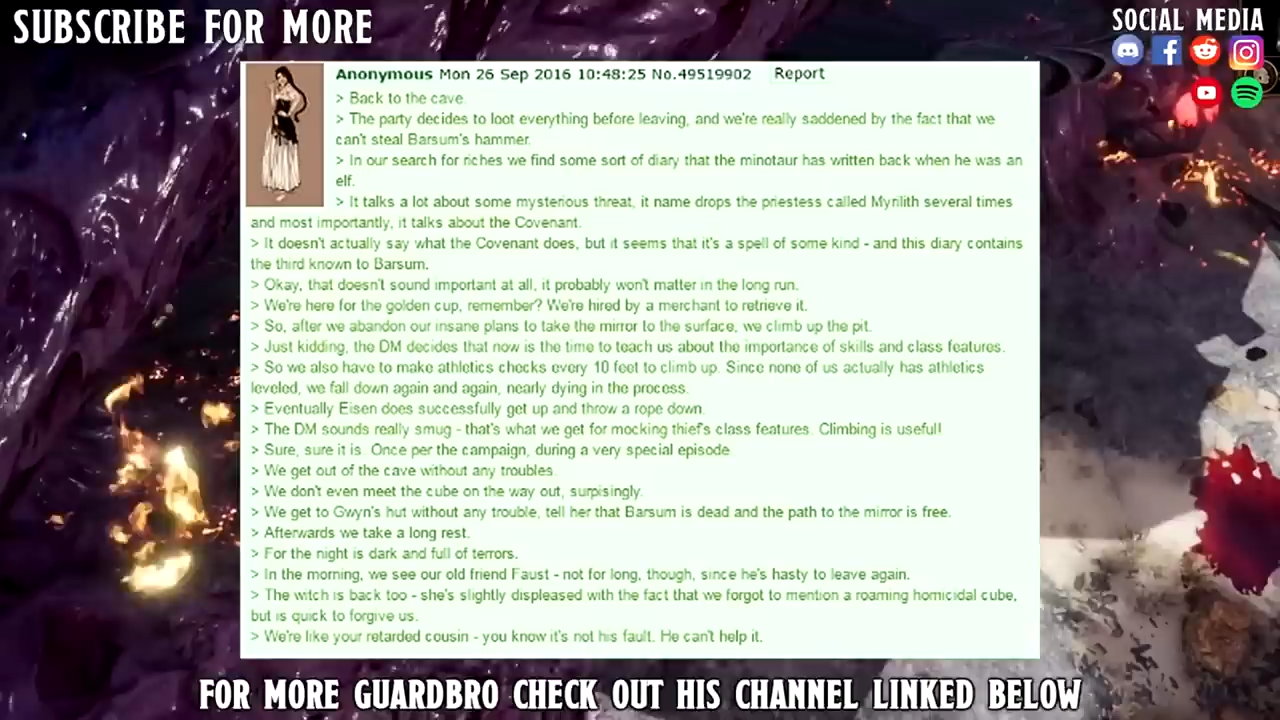 SUBSCRIBE FOR MORE
SOCIAL MEDIA
Anonymous Mon 26 Sep 2016 10:48:25 No.49519902 Report
> Back to the cave.
> The party decides to loot everything before leaving, and we're really saddened by the fact that we
can't steal Barsum's hammer.
> In our search for riches we find some sort of diary that the minotaur has written back when he was an
elf.
> It talks a lot about some mysterious threat, it name drops the priestess called Myrilith several times
and most importantly, it talks about the Covenant.
> It doesn't actually say what the Covenant does, but it seems that it's a spell of some kind - and this diary contains
the third known to Barsum.
> Okay, that doesn't sound important at all, it probably won't matter in the long run.
> We're here for the golden cup, remember? We're hired by a merchant to retrieve it.
> So, after we abandon our insane plans to take the mirror to the surface, we climb up the pit.
> Just kidding, the DM decides that now is the time to teach us about the importance of skills and class features.
> So we also have to make athletics checks every 10 feet to climb up. Since none of us actually has athletics
leveled, we fall down again and again, nearly dying in the process.
> Eventually Eisen does successfully get up and throw a rope down.
> The DM sounds really smug - that's what we get for mocking thief's class features. Climbing is useful!
> Sure, sure it is. Once per the campaign, during a very special episode.
> We get out of the cave without any troubles.
> We don't even meet the cube on the way out, surpisingly.
> We get to Gwyn's hut without any trouble, tell her that Barsum is dead and the path to the mirror is free.
> Afterwards we take a long rest.
> For the night is dark and full of terrors.
> In the morning, we see our old friend Faust - not for long, though, since he's hasty to leave again.
> The witch is back too - she's slightly displeased with the fact that we forgot to mention a roaming homicidal cube,
but is quick to forgive us.
> We're like your retarded cousin - you know it's not his fault. He can't help it.
FOR MORE GUARDBRO CHECK OUT HIS CHANNEL LINKED BELOW